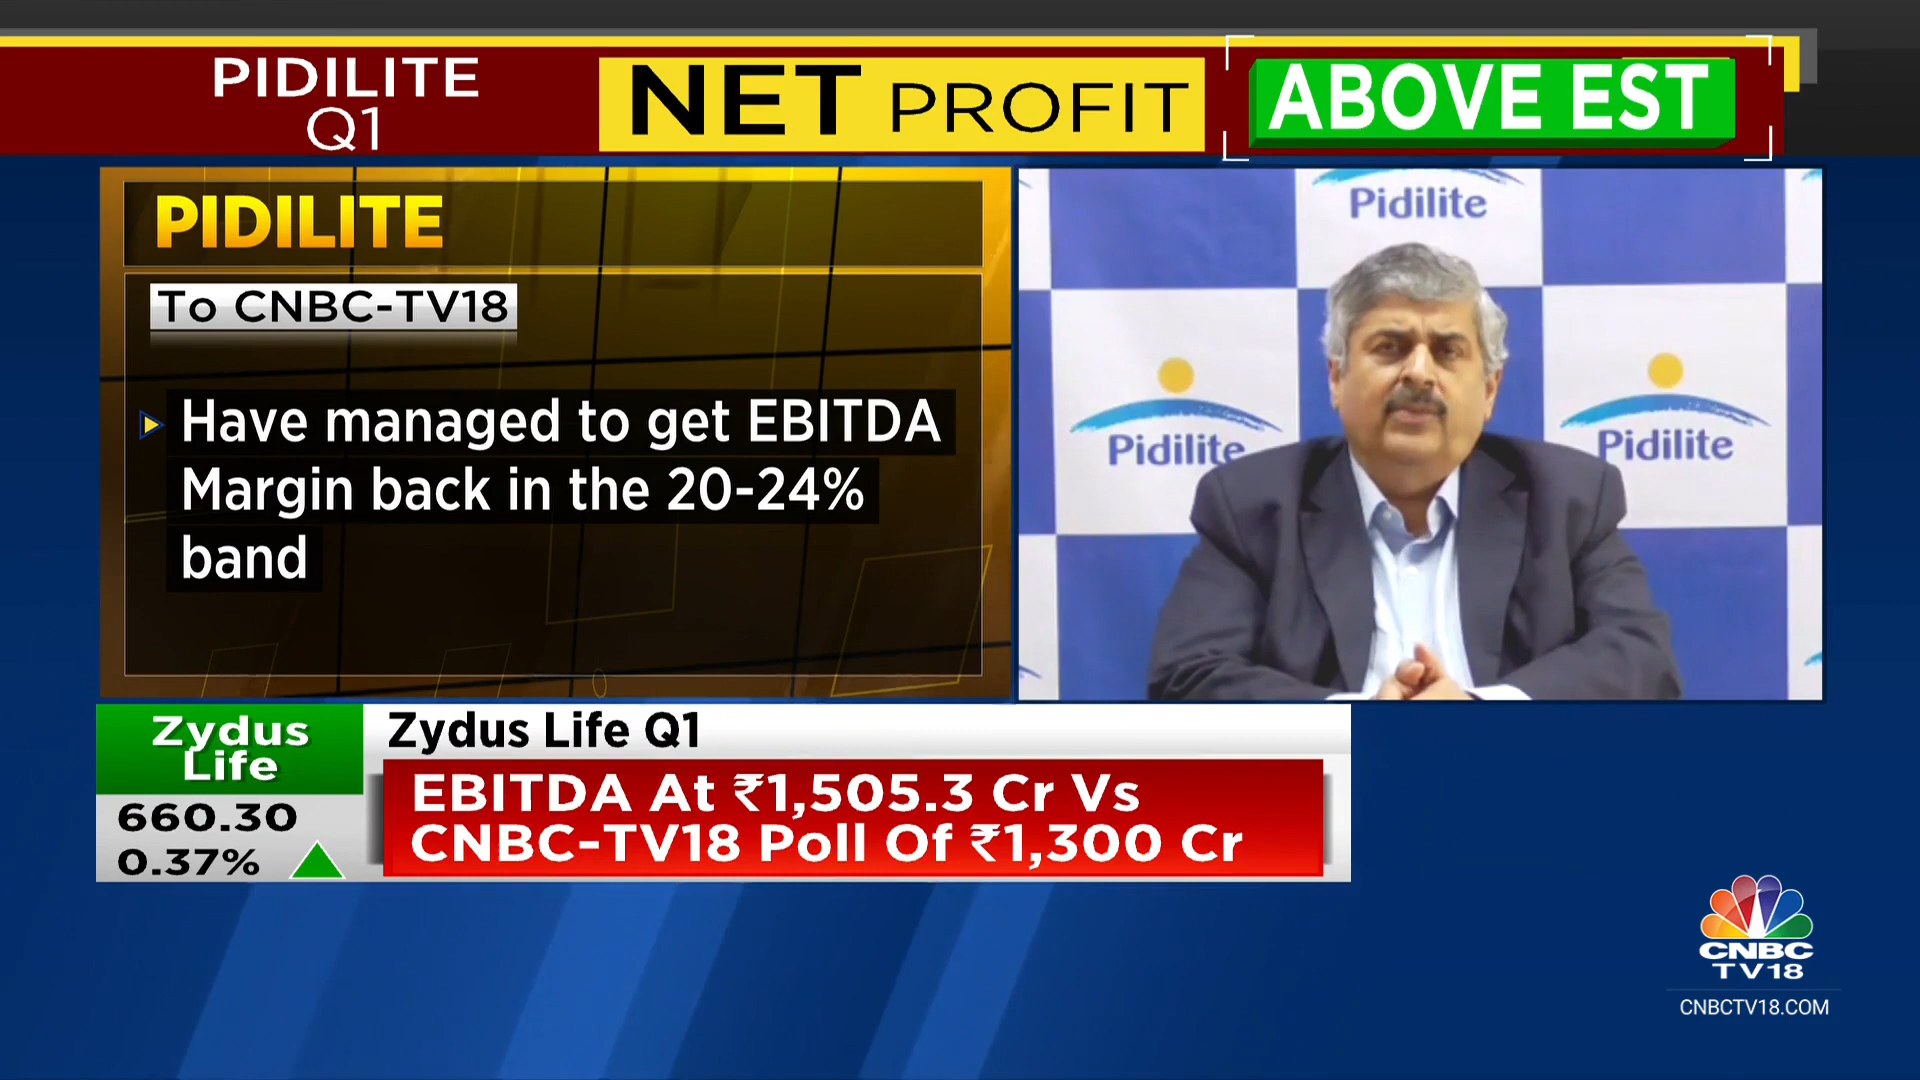 PIDILITE
Q1
NET PROFIT
ABOVE EST
PIDILITE
To CNBC-TV18
Have managed to get EBITDA
Margin back in the 20-24%
band
Pidilite
Pidilite
Pidilite
Zydus
Life
660.30
0.37%
Zydus Life Q1
EBITDA At ₹1,505.3 Cr Vs
CNBC-TV18 Poll Of ₹1,300 Cr
CNBC
TV18
CNBCTV18.COM